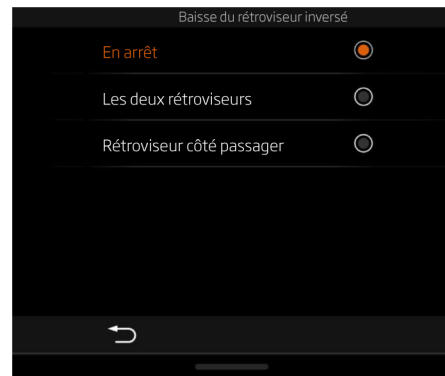 Baisse du rétroviseur inversé
En arrêt
Les deux rétroviseurs
Rétroviseur côté passager